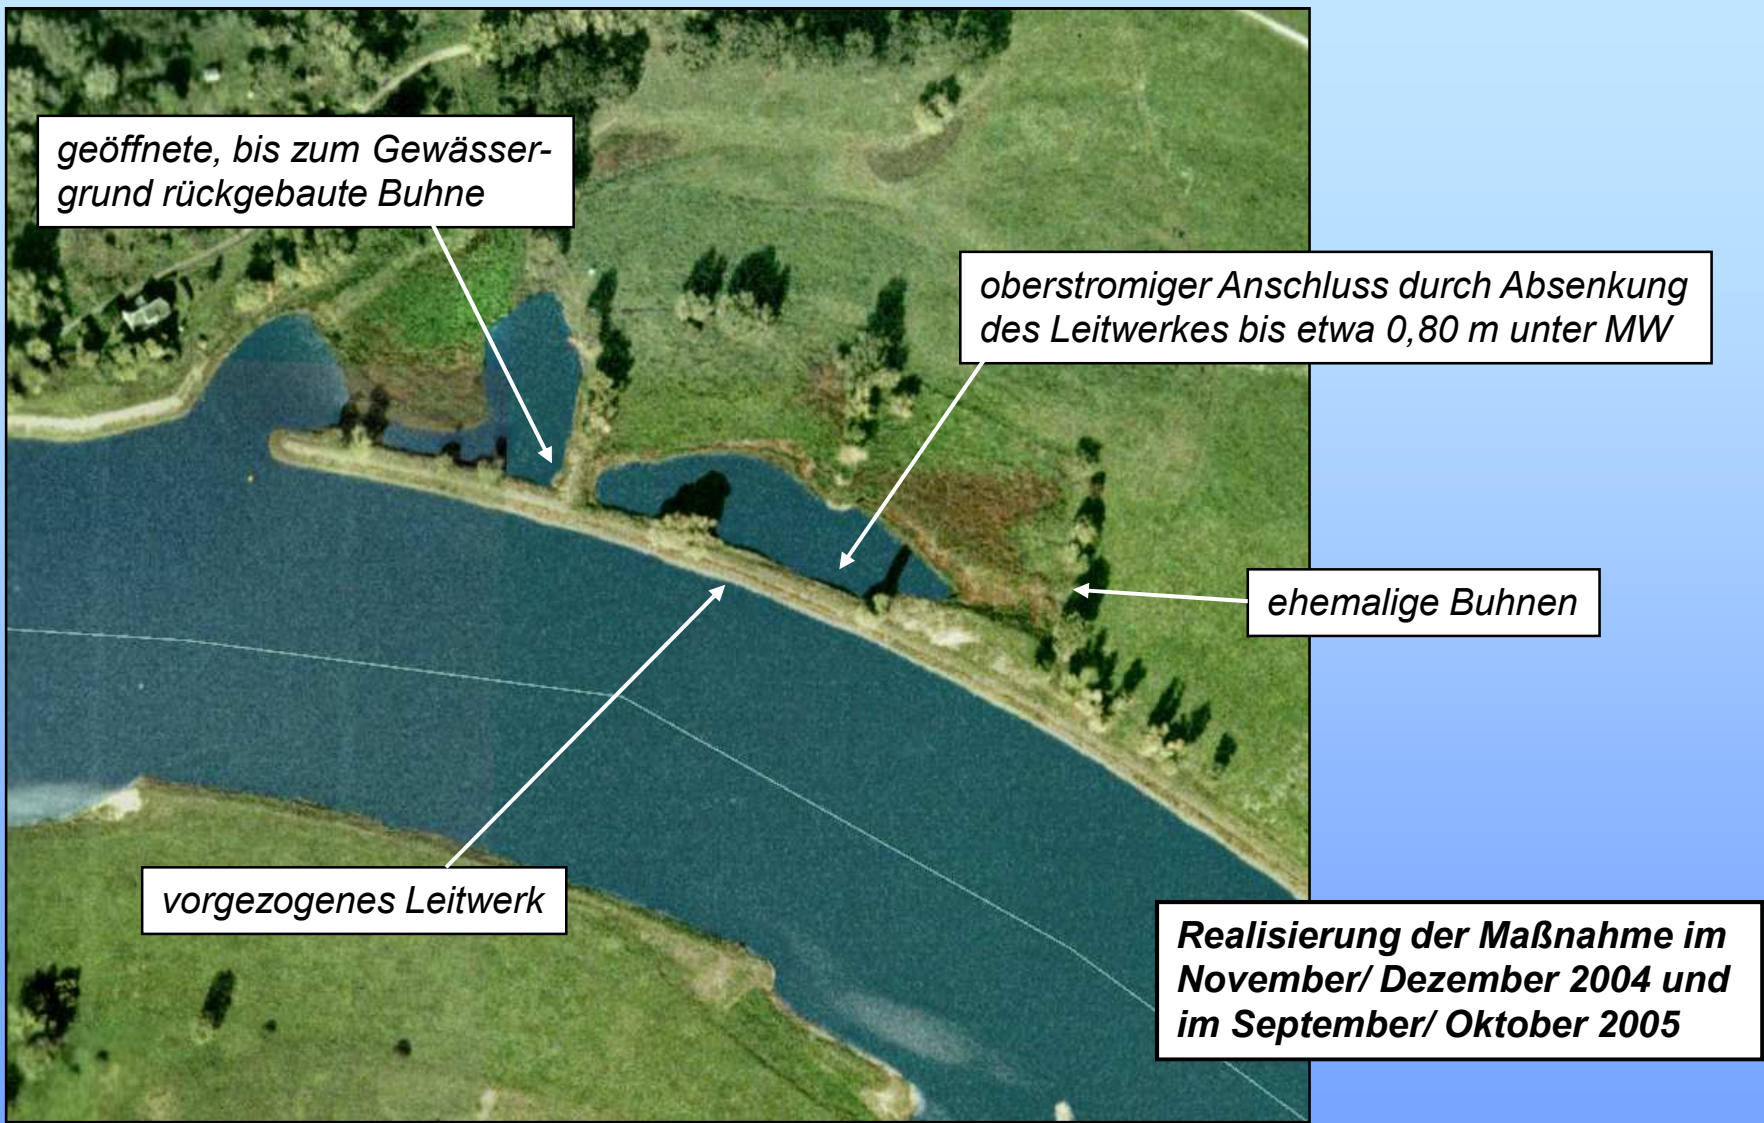 geöffnete, bis zum Gewässer-
grund rückgebaute Buhne
oberstromiger Anschluss durch Absenkung
des Leitwerkes bis etwa 0,80 m unter MW
ehemalige Buhnen
vorgezogenes Leitwerk
Realisierung der Maßnahme im
November/ Dezember 2004 und
im September/ Oktober 2005